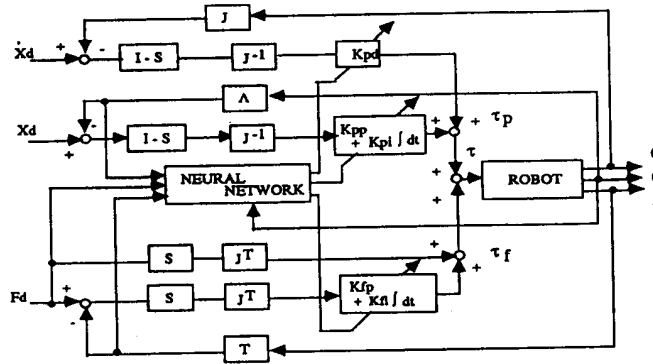 J
Ẋd + - I - S J-1 Kpd
Λ
+ + τp
Xd - + I - S J-1 Kpp + Kpi ∫ dt
τ
NEURAL NETWORK
+ + ROBOT
S JT + + τf
Fd + - S JT Kfp + Kfi ∫ dt
T